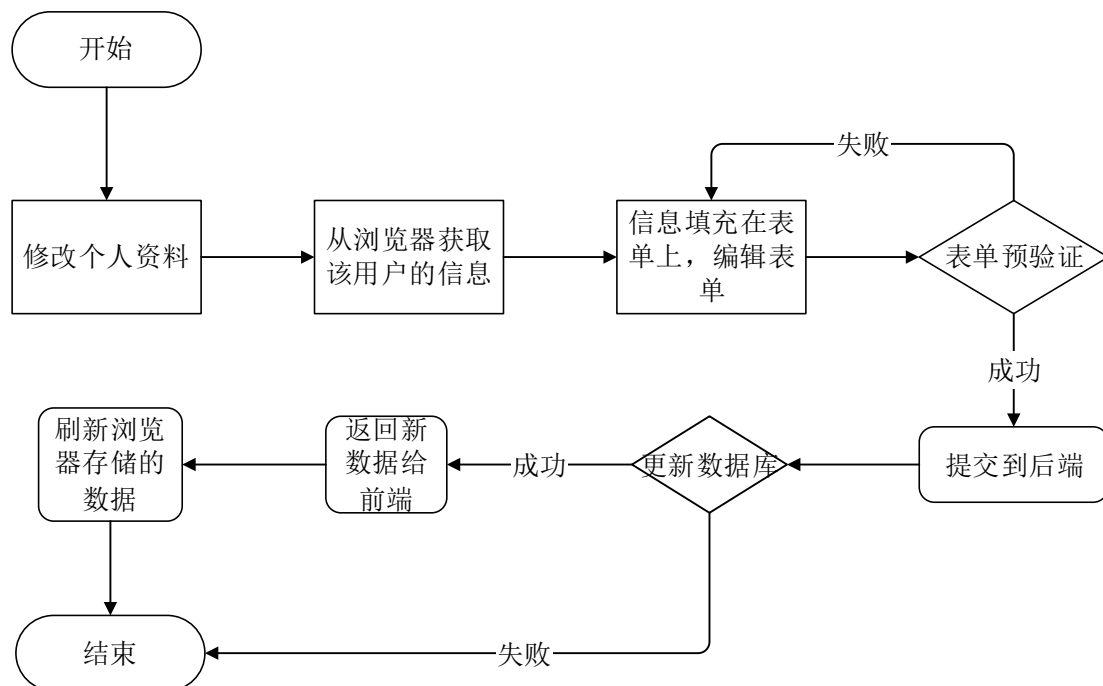 开始
失败
修改个人资料
从浏览器获取
该用户的信息
信息填充在表
单上，编辑表
单
表单预验证
成功
刷新浏览
器存储的
数据
返回新
数据给
前端
成功
更新数据库
提交到后端
结束
失败